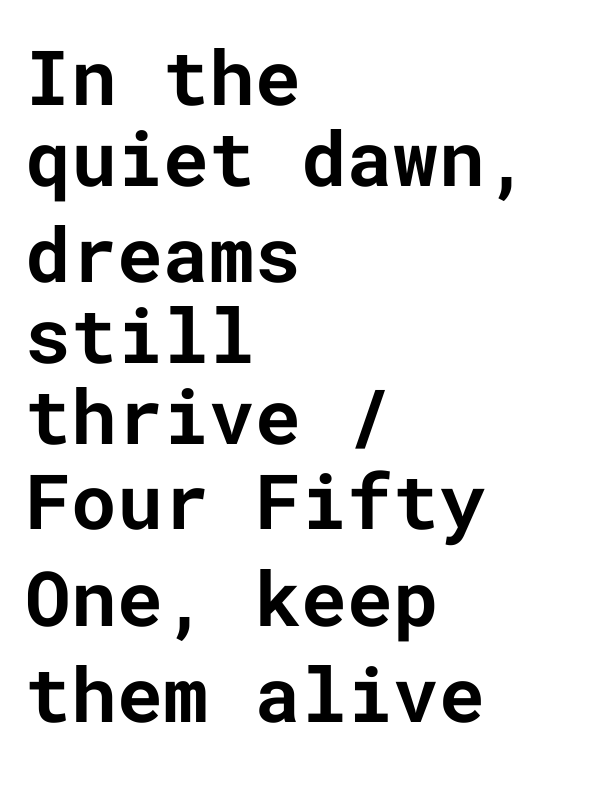 In the
quiet dawn,
dreams
still
thrive /
Four Fifty
One, keep
them alive